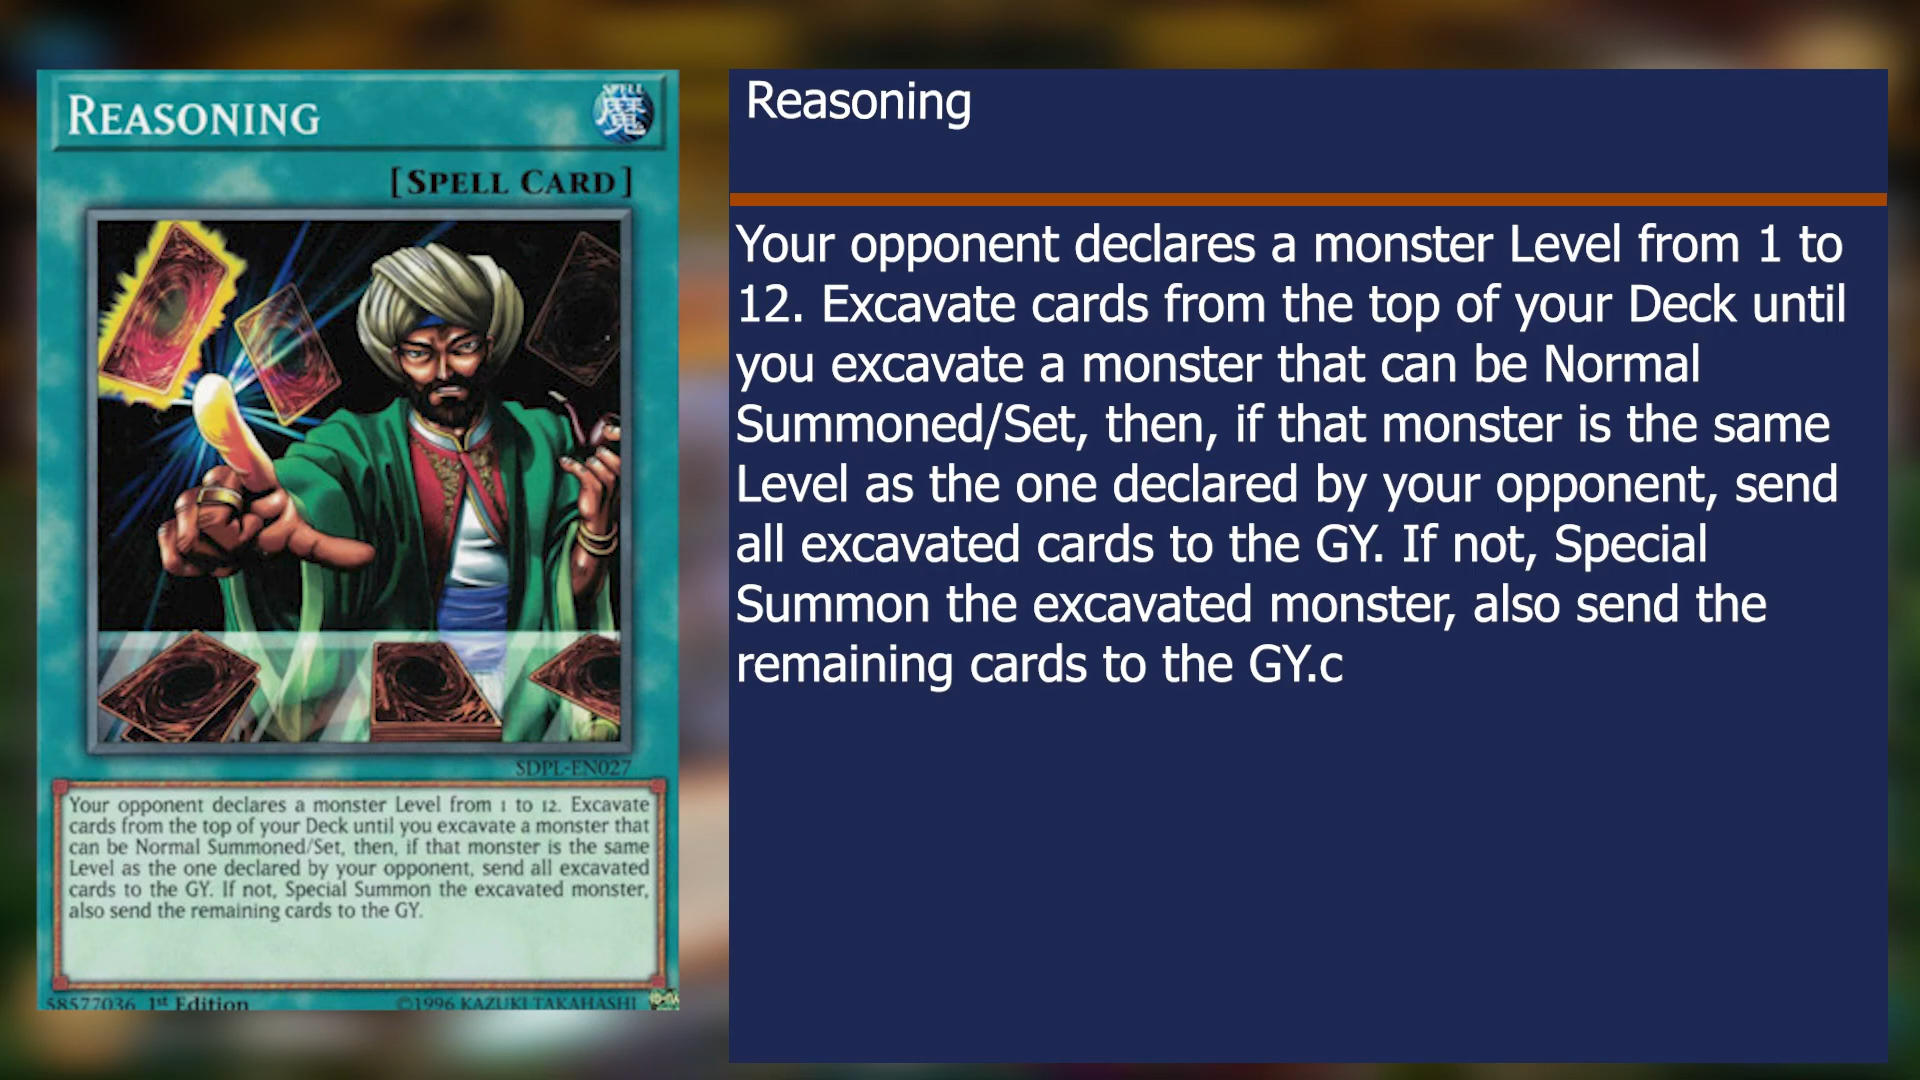 REASONING
SPELL
魔
[SPELL CARD]
SDPL-EN027
Your opponent declares a monster Level from 1 to 12. Excavate
cards from the top of your Deck until you excavate a monster that
can be Normal Summoned/Set, then, if that monster is the same
Level as the one declared by your opponent, send all excavated
cards to the GY. If not, Special Summon the excavated monster,
also send the remaining cards to the GY.
58577036 1st Edition
©1996 KAZUKI TAKAHASHI
Reasoning
Your opponent declares a monster Level from 1 to
12. Excavate cards from the top of your Deck until
you excavate a monster that can be Normal
Summoned/Set, then, if that monster is the same
Level as the one declared by your opponent, send
all excavated cards to the GY. If not, Special
Summon the excavated monster, also send the
remaining cards to the GY.c